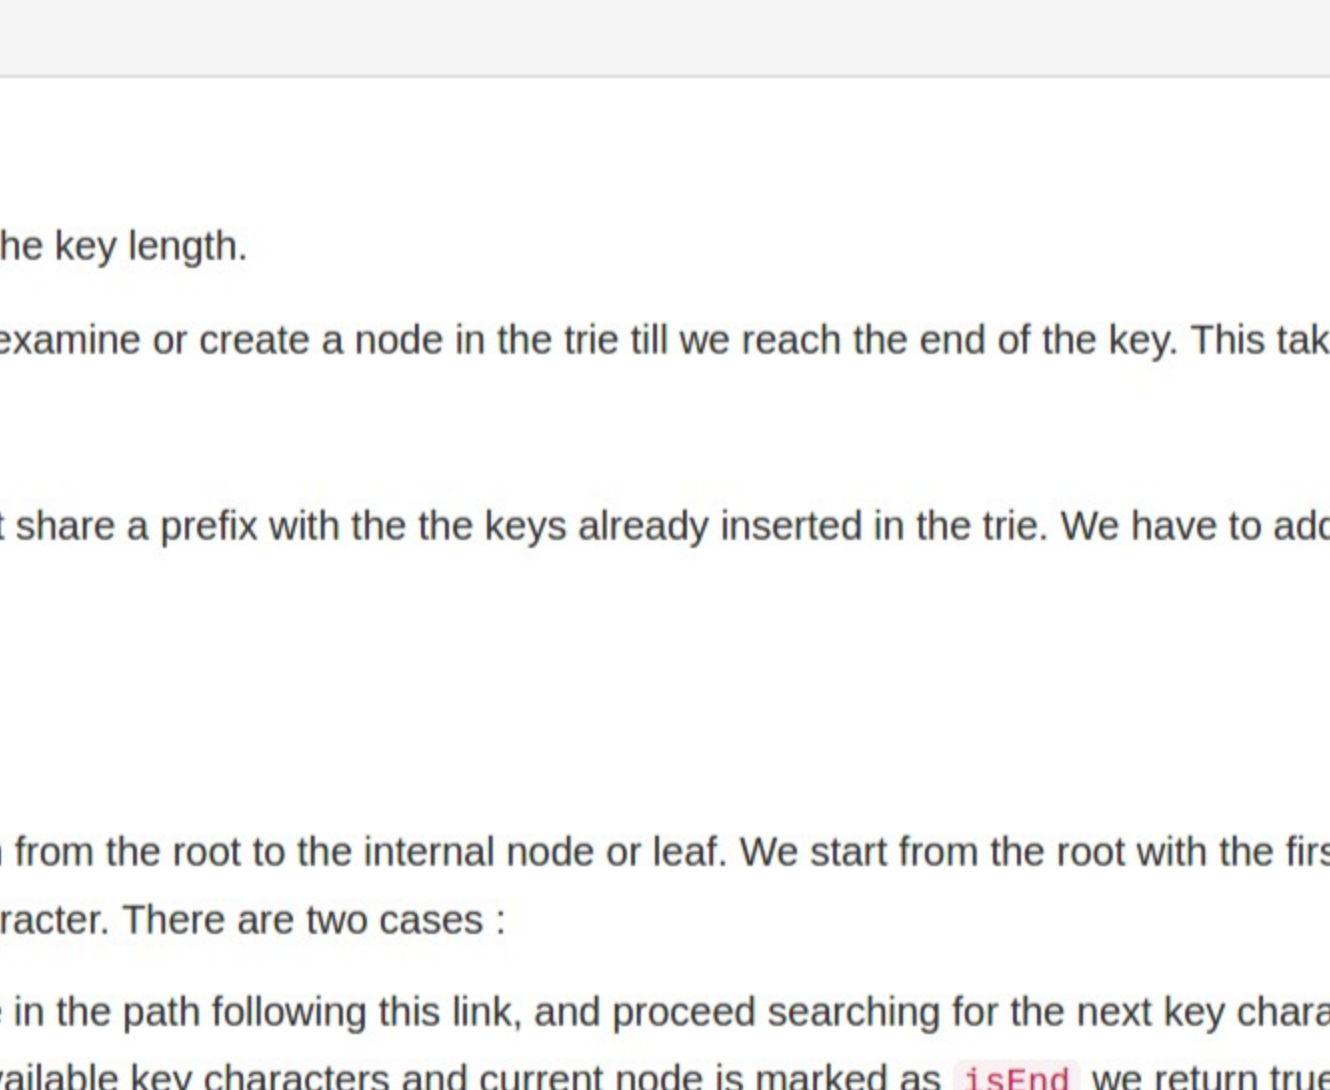 he key length.
examine or create a node in the trie till we reach the end of the key. This tak
t share a prefix with the the keys already inserted in the trie. We have to add
from the root to the internal node or leaf. We start from the root with the firs
racter. There are two cases :
in the path following this link, and proceed searching for the next key chara
vailable key characters and current node is marked as isEnd we return true